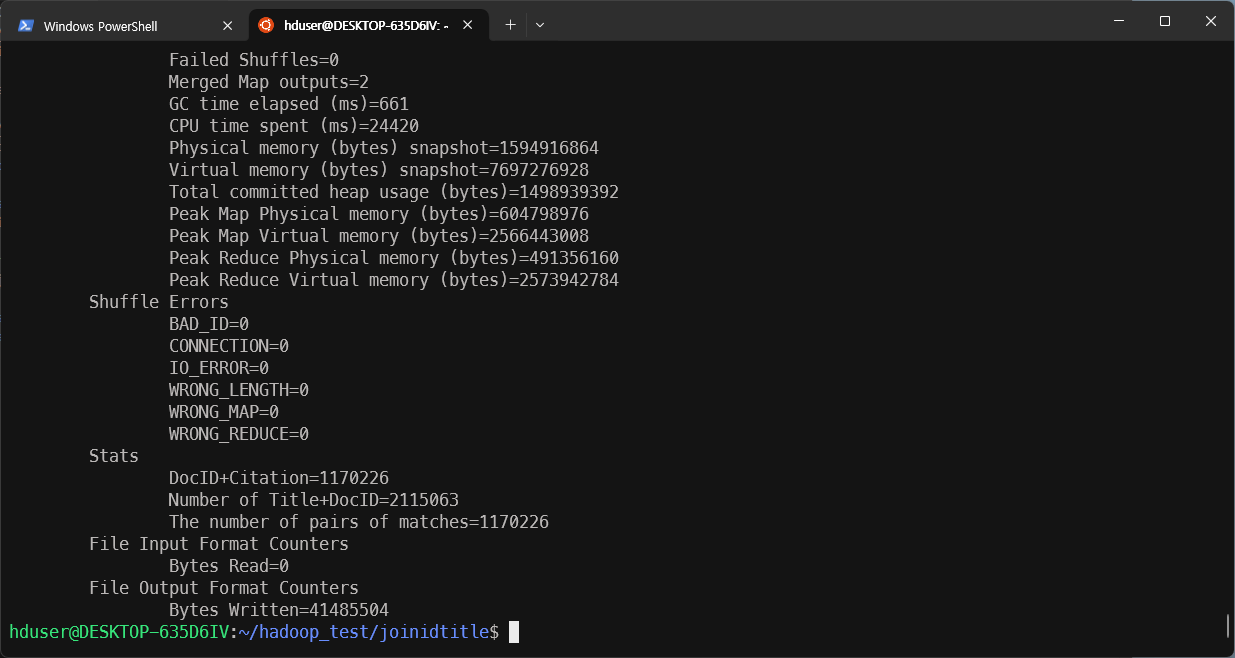 Windows PowerShell
hduser@DESKTOP-635D6IV: ~
Failed Shuffles=0
Merged Map outputs=2
GC time elapsed (ms)=661
CPU time spent (ms)=24420
Physical memory (bytes) snapshot=1594916864
Virtual memory (bytes) snapshot=7697276928
Total committed heap usage (bytes)=1498939392
Peak Map Physical memory (bytes)=604798976
Peak Map Virtual memory (bytes)=2566443008
Peak Reduce Physical memory (bytes)=491356160
Peak Reduce Virtual memory (bytes)=2573942784
Shuffle Errors
BAD_ID=0
CONNECTION=0
IO_ERROR=0
WRONG_LENGTH=0
WRONG_MAP=0
WRONG_REDUCE=0
Stats
DocID+Citation=1170226
Number of Title+DocID=2115063
The number of pairs of matches=1170226
File Input Format Counters
Bytes Read=0
File Output Format Counters
Bytes Written=41485504
hduser@DESKTOP-635D6IV:~/hadoop_test/joinidtitle$